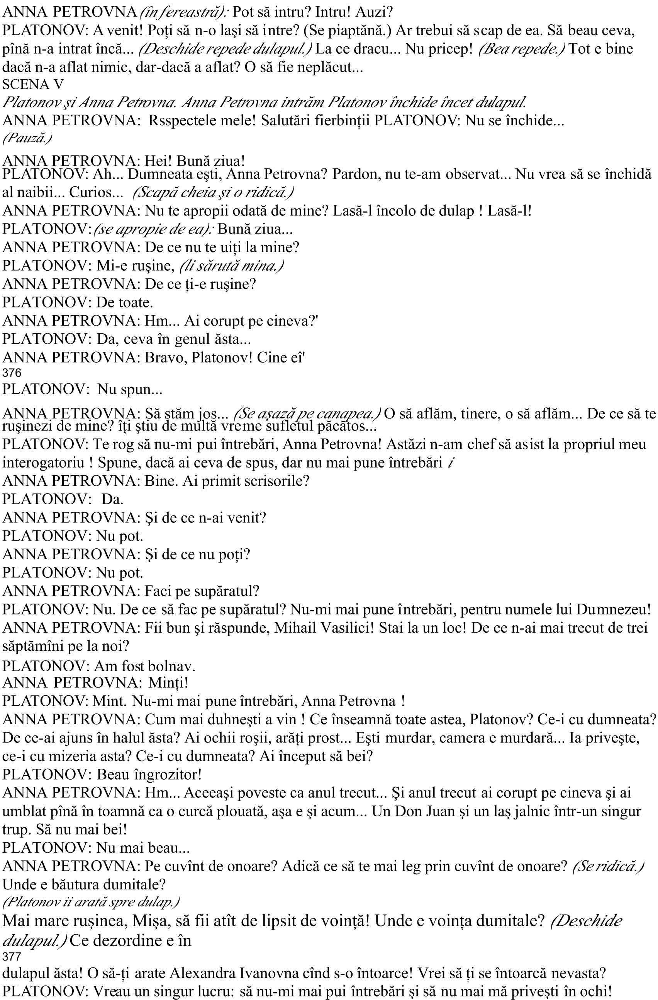 ANNA PETROVNA (în fereastră): Pot să intru? Intru! Auzi?
PLATONOV: A venit! Poți să n-o laşi să intre? (Se piaptănă.) Ar trebui să scap de ea. Să beau ceva,
pînă n-a intrat încă... (Deschide repede dulapul.) La ce dracu... Nu pricep! (Bea repede.) Tot e bine
dacă n-a aflat nimic, dar-dacă a aflat? O să fie neplăcut...
SCENA V
Platonov şi Anna Petrovna. Anna Petrovna intrăm Platonov închide încet dulapul.
ANNA PETROVNA: Rsspectele mele! Salutări fierbinții PLATONOV: Nu se închide...
(Pauză.)
ANNA PETROVNA: Hei! Bună ziua!
PLATONOV: Ah... Dumneata eşti, Anna Petrovna? Pardon, nu te-am observat... Nu vrea să se închidă
al naibii... Curios... (Scapă cheia şi o ridică.)
ANNA PETROVNA: Nu te apropii odată de mine? Lasă-l încolo de dulap ! Lasă-l!
PLATONOV: (se apropie de ea): Bună ziua...
ANNA PETROVNA: De ce nu te uiți la mine?
PLATONOV: Mi-e ruşine, (li sărută mina.)
ANNA PETROVNA: De ce ți-e ruşine?
PLATONOV: De toate.
ANNA PETROVNA: Hm... Ai corupt pe cineva?'
PLATONOV: Da, ceva în genul ăsta...
ANNA PETROVNA: Bravo, Platonov! Cine eî'
376
PLATONOV: Nu spun...
ANNA PETROVNA: Să stăm jos... (Se aşază pe canapea.) O să aflăm, tinere, o să aflăm... De ce să te
ruşinezi de mine? îți ştiu de multă vreme sufletul păcătos...
PLATONOV: Te rog să nu-mi pui întrebări, Anna Petrovna! Astăzi n-am chef să asist la propriul meu
interogatoriu ! Spune, dacă ai ceva de spus, dar nu mai pune întrebări i
ANNA PETROVNA: Bine. Ai primit scrisorile?
PLATONOV: Da.
ANNA PETROVNA: Şi de ce n-ai venit?
PLATONOV: Nu pot.
ANNA PETROVNA: Şi de ce nu poți?
PLATONOV: Nu pot.
ANNA PETROVNA: Faci pe supăratul?
PLATONOV: Nu. De ce să fac pe supăratul? Nu-mi mai pune întrebări, pentru numele lui Dumnezeu!
ANNA PETROVNA: Fii bun şi răspunde, Mihail Vasilici! Stai la un loc! De ce n-ai mai trecut de trei
săptămîni pe la noi?
PLATONOV: Am fost bolnav.
ANNA PETROVNA: Minți!
PLATONOV: Mint. Nu-mi mai pune întrebări, Anna Petrovna !
ANNA PETROVNA: Cum mai duhneşti a vin ! Ce înseamnă toate astea, Platonov? Ce-i cu dumneata?
De ce-ai ajuns în halul ăsta? Ai ochii roşii, arăți prost... Eşti murdar, camera e murdară... Ia priveşte,
ce-i cu mizeria asta? Ce-i cu dumneata? Ai început să bei?
PLATONOV: Beau îngrozitor!
ANNA PETROVNA: Hm... Aceeaşi poveste ca anul trecut... Şi anul trecut ai corupt pe cineva şi ai
umblat pînă în toamnă ca o curcă plouată, aşa e şi acum... Un Don Juan şi un laş jalnic într-un singur
trup. Să nu mai bei!
PLATONOV: Nu mai beau...
ANNA PETROVNA: Pe cuvînt de onoare? Adică ce să te mai leg prin cuvînt de onoare? (Se ridică.)
Unde e băutura dumitale?
(Platonov ii arată spre dulap.)
Mai mare ruşinea, Mişa, să fii atît de lipsit de voință! Unde e voința dumitale? (Deschide
dulapul.) Ce dezordine e în
377
dulapul ăsta! O să-ți arate Alexandra Ivanovna cînd s-o întoarce! Vrei să ți se întoarcă nevasta?
PLATONOV: Vreau un singur lucru: să nu-mi mai pui întrebări şi să nu mai mă priveşti în ochi!